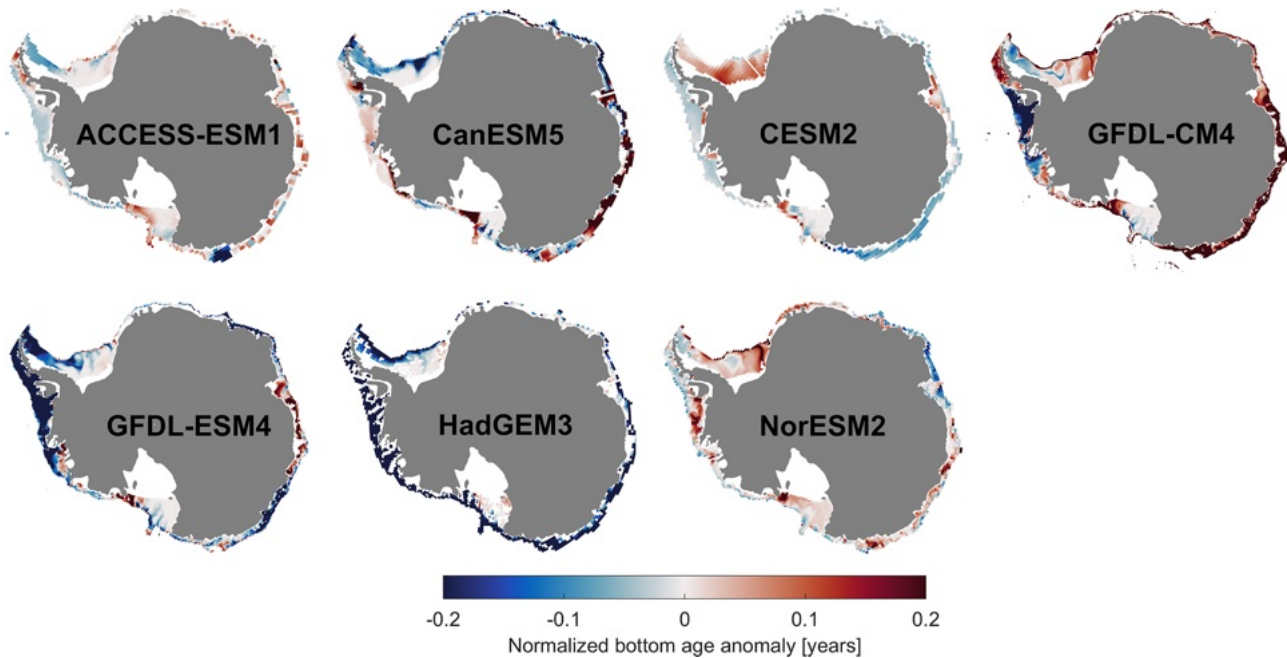 ACCESS-ESM1
CanESM5
CESM2
GFDL-CM4
GFDL-ESM4
HadGEM3
NorESM2
-0.2 -0.1 0 0.1 0.2
Normalized bottom age anomaly [years]